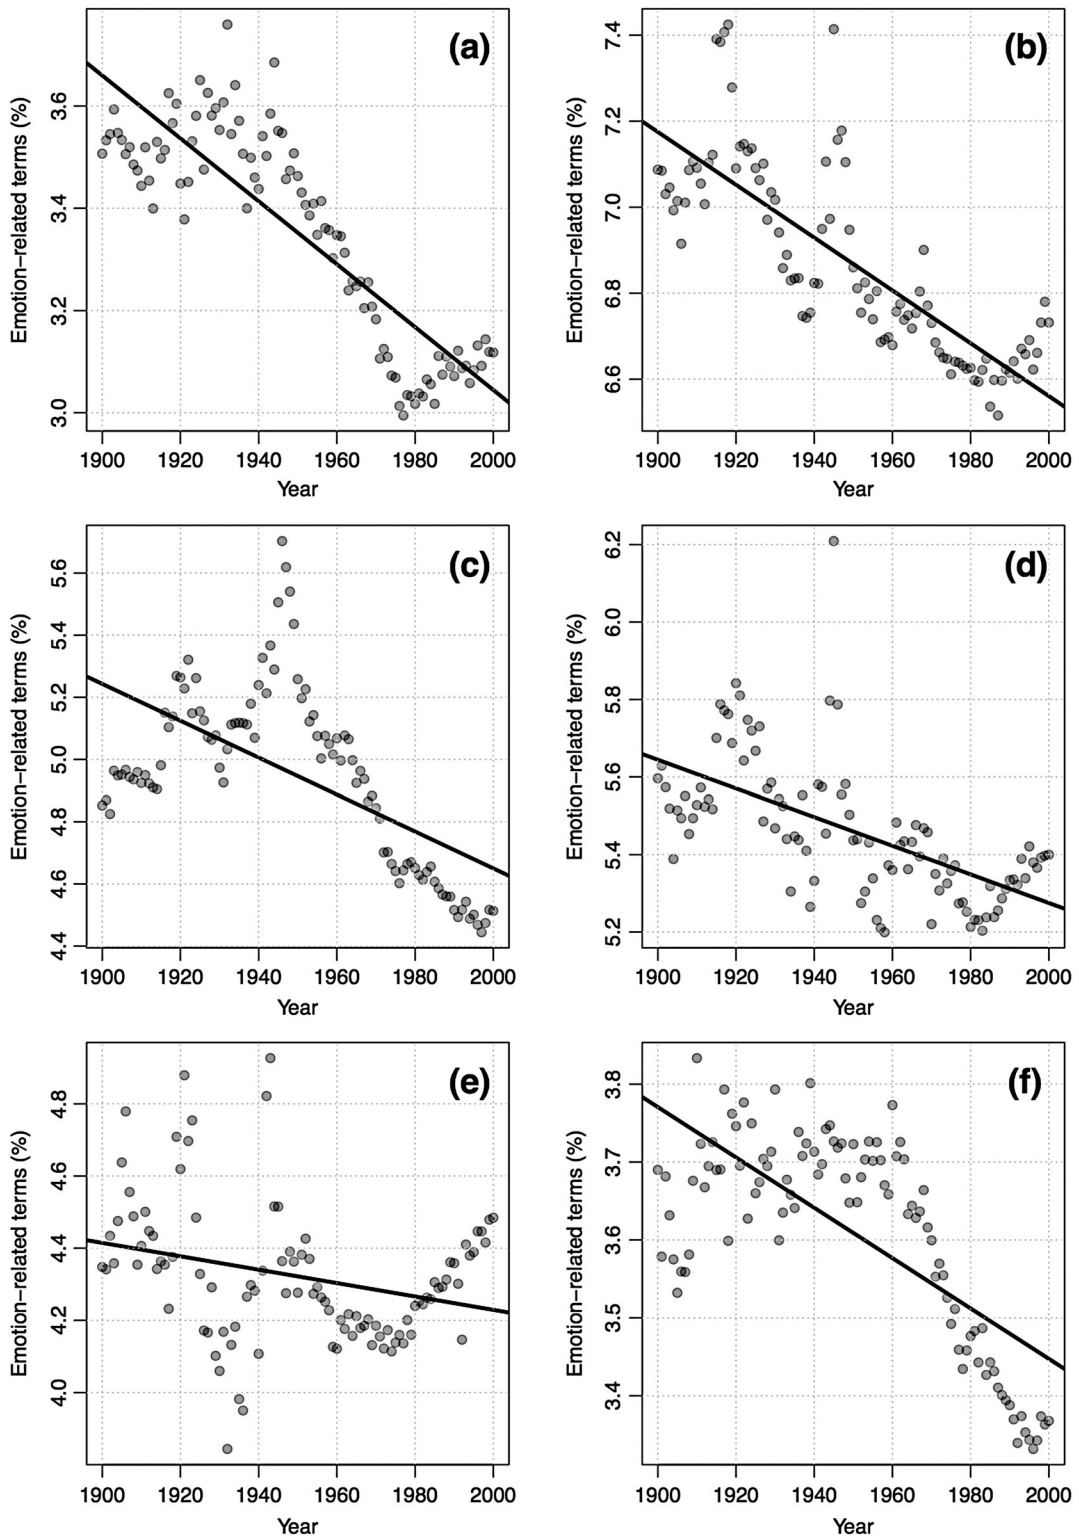 (a)
Emotion−related terms (%)
3.0 3.2 3.4 3.6
1900 1920 1940 1960 1980 2000
Year
(b)
Emotion−related terms (%)
6.6 6.8 7.0 7.2 7.4
1900 1920 1940 1960 1980 2000
Year
(c)
Emotion−related terms (%)
4.4 4.6 4.8 5.0 5.2 5.4 5.6
1900 1920 1940 1960 1980 2000
Year
(d)
Emotion−related terms (%)
5.2 5.4 5.6 5.8 6.0 6.2
1900 1920 1940 1960 1980 2000
Year
(e)
Emotion−related terms (%)
4.0 4.2 4.4 4.6 4.8
1900 1920 1940 1960 1980 2000
Year
(f)
Emotion−related terms (%)
3.4 3.5 3.6 3.7 3.8
1900 1920 1940 1960 1980 2000
Year